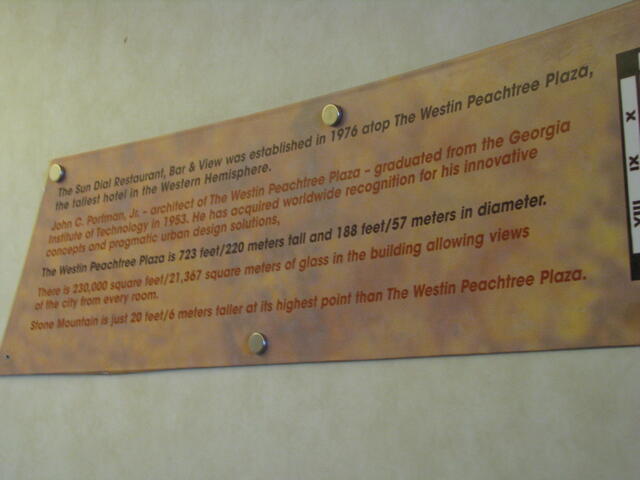 The Sun Dial Restaurant, Bar & View was established in 1976 atop The Westin Peachtree Plaza,
the tallest hotel in the Western Hemisphere.
John C. Portman, Jr. - architect of The Westin Peachtree Plaza - graduated from the Georgia
Institute of Technology in 1953. He has acquired worldwide recognition for his innovative
concepts and pragmatic urban design solutions,
The Westin Peachtree Plaza is 723 feet/220 meters tall and 188 feet/57 meters in diameter.
There is 230,000 square feet/21,367 square meters of glass in the building allowing views
of the city from every room.
Stone Mountain is just 20 feet/6 meters taller at its highest point than The Westin Peachtree Plaza.
VIII IX X